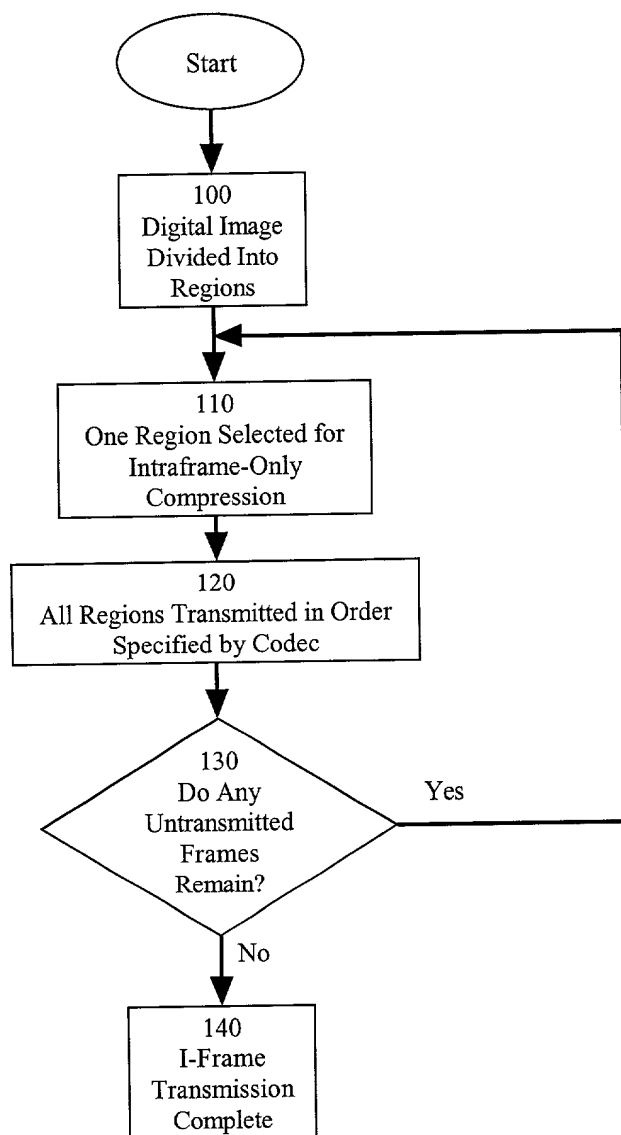 Start
100
Digital Image
Divided Into
Regions
110
One Region Selected for
Intraframe-Only
Compression
120
All Regions Transmitted in Order
Specified by Codec
130
Do Any
Untransmitted
Frames
Remain?
Yes
No
140
I-Frame
Transmission
Complete